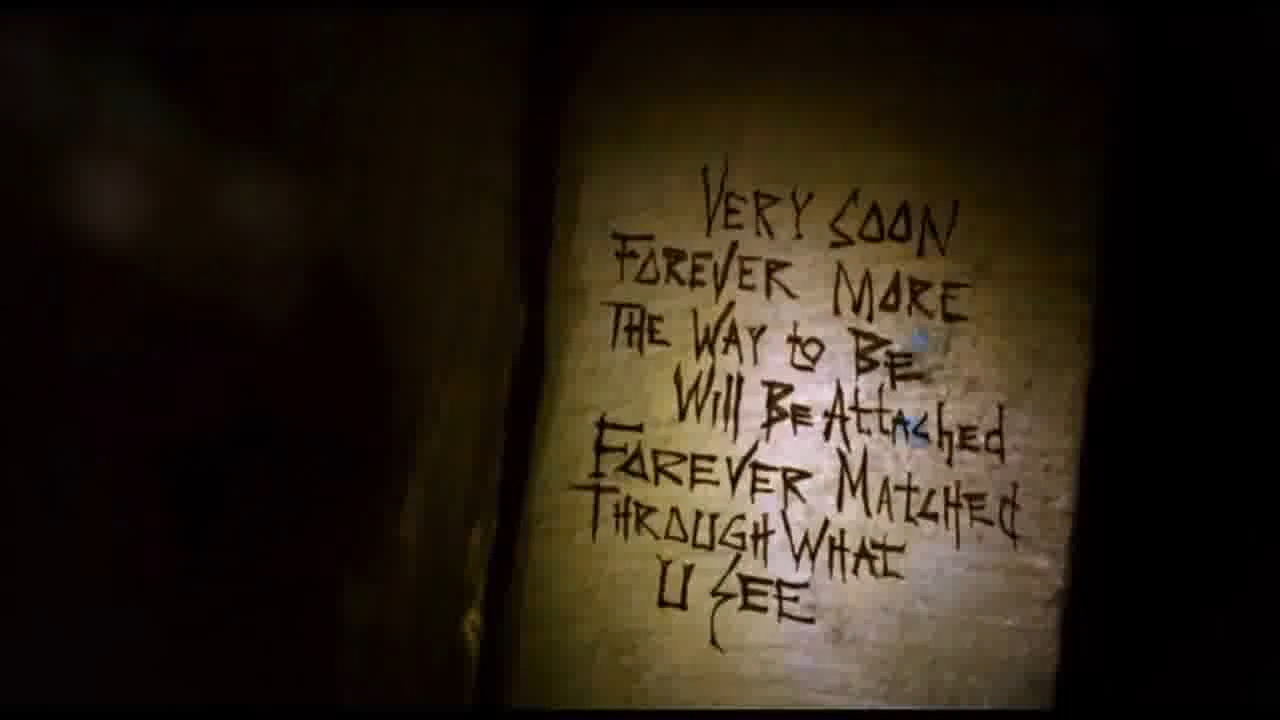 VERY SOON
FOREVER MORE
THE WAY to BE
Will BE Attached
FOREVER MAtCHEd
THROUGH WHAt
U SEE